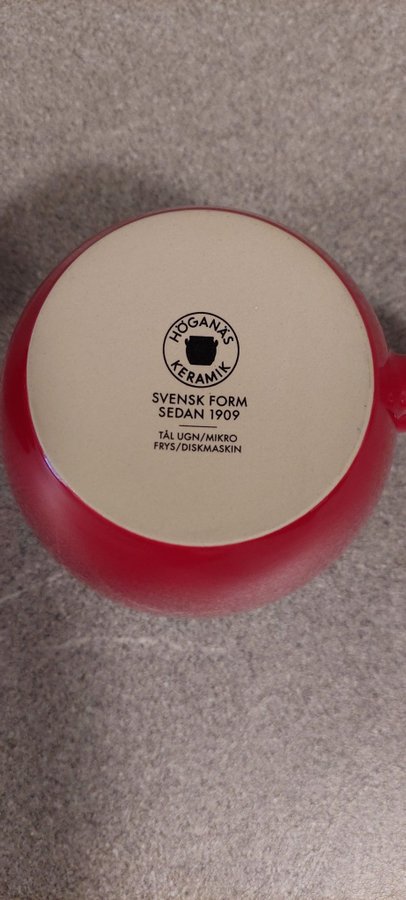 HÖGANÄS
KERAMIK
SVENSK FORM
SEDAN 1909
TÅL UGN/MIKRO
FRYS/DISKMASKIN